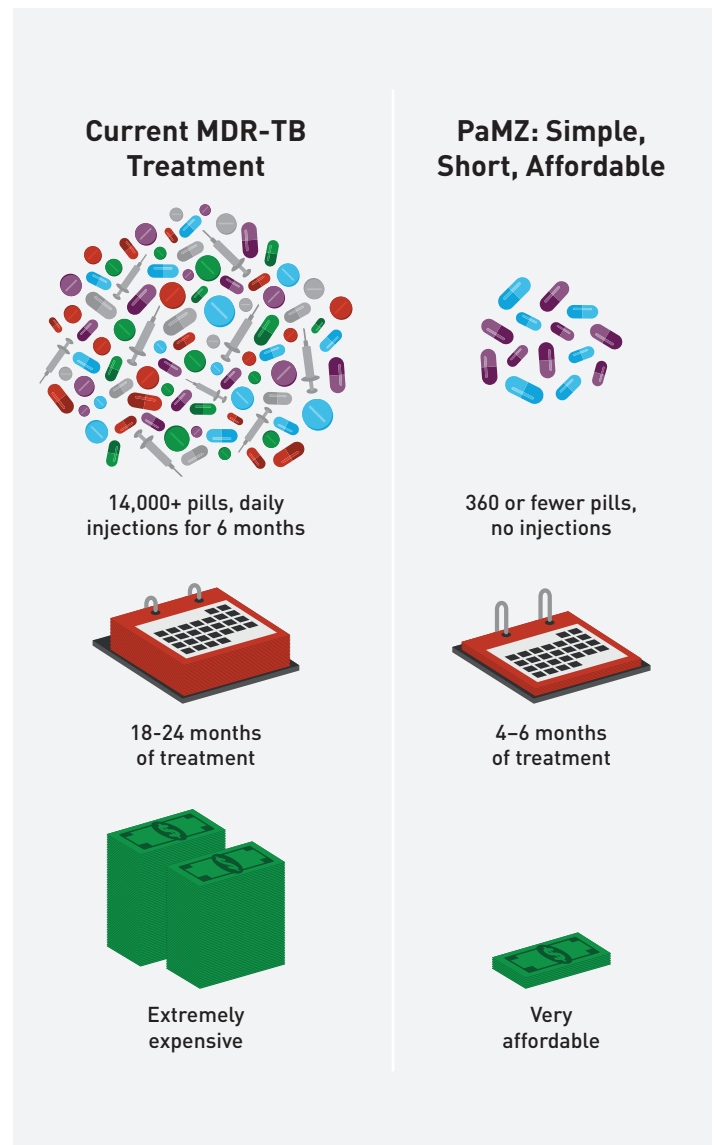 Current MDR-TB
Treatment
14,000+ pills, daily
injections for 6 months
18-24 months
of treatment
Extremely
expensive
PaMZ: Simple,
Short, Affordable
360 or fewer pills,
no injections
4–6 months
of treatment
Very
affordable